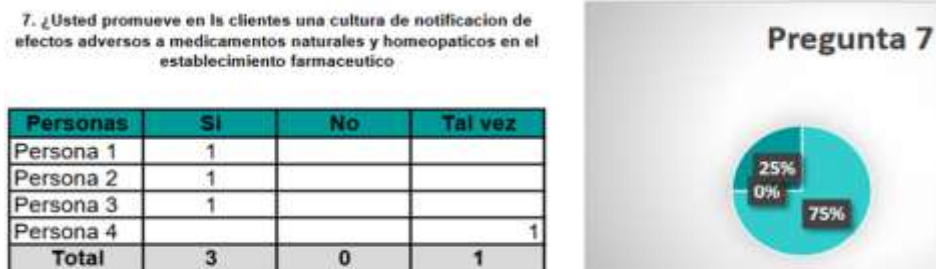 7. ¿Usted promueve en ls clientes una cultura de notificacion de
efectos adversos a medicamentos naturales y homeopaticos en el
establecimiento farmaceutico
Personas Si No Tal vez
Persona 1 1
Persona 2 1
Persona 3 1
Persona 4 1
Total 3 0 1
Pregunta 7
25%
0%
75%